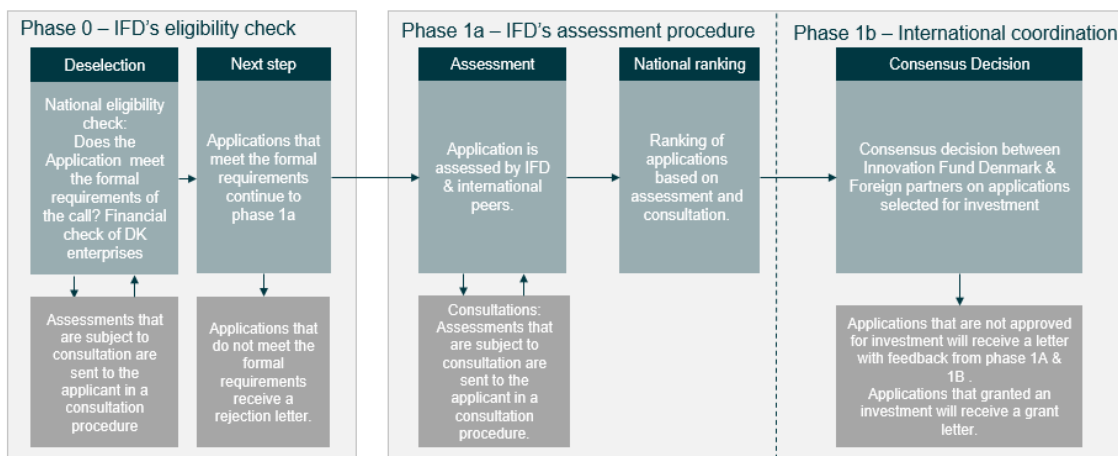 Phase 0 – IFD's eligibility check
Deselection
National eligibility
check:
Does the
Application meet
the formal
requirements of
the call? Financial
check of DK
enterprises
Assessments that
are subject to
consultation are
sent to the
applicant in a
consultation
procedure
Next step
Applications that
meet the formal
requirements
continue to
phase 1a
Applications that
do not meet the
formal
requirements
receive a
rejection letter.
Phase 1a – IFD's assessment procedure
Assessment
Application is
assessed by IFD
& international
peers.
Consultations:
Assessments that
are subject to
consultation are
sent to the
applicant in a
consultation
procedure.
National ranking
Ranking of
applications
based on
assessment and
consultation.
Phase 1b – International coordination
Consensus Decision
Consensus decision between
Innovation Fund Denmark &
Foreign partners on applications
selected for investment
Applications that are not approved
for investment will receive a letter
with feedback from phase 1A &
1B .
Applications that granted an
investment will receive a grant
letter.